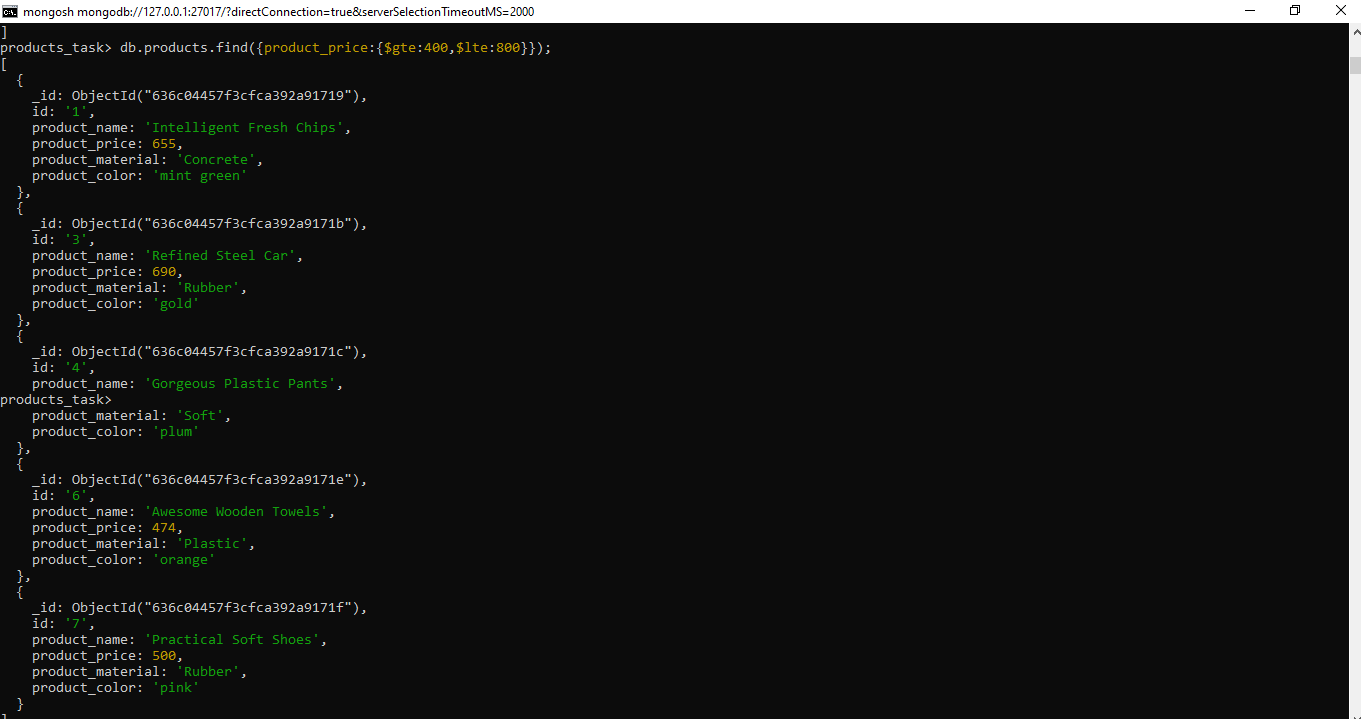 mongosh mongodb://127.0.0.1:27017/?directConnection=true&serverSelectionTimeoutMS=2000
]
products_task> db.products.find({product_price:{$gte:400,$lte:800}});
[
  {
    _id: ObjectId("636c04457f3cfca392a91719"),
    id: '1',
    product_name: 'Intelligent Fresh Chips',
    product_price: 655,
    product_material: 'Concrete',
    product_color: 'mint green'
  },
  {
    _id: ObjectId("636c04457f3cfca392a9171b"),
    id: '3',
    product_name: 'Refined Steel Car',
    product_price: 690,
    product_material: 'Rubber',
    product_color: 'gold'
  },
  {
    _id: ObjectId("636c04457f3cfca392a9171c"),
    id: '4',
    product_name: 'Gorgeous Plastic Pants',
products_task>
    product_material: 'Soft',
    product_color: 'plum'
  },
  {
    _id: ObjectId("636c04457f3cfca392a9171e"),
    id: '6',
    product_name: 'Awesome Wooden Towels',
    product_price: 474,
    product_material: 'Plastic',
    product_color: 'orange'
  },
  {
    _id: ObjectId("636c04457f3cfca392a9171f"),
    id: '7',
    product_name: 'Practical Soft Shoes',
    product_price: 500,
    product_material: 'Rubber',
    product_color: 'pink'
  }
]